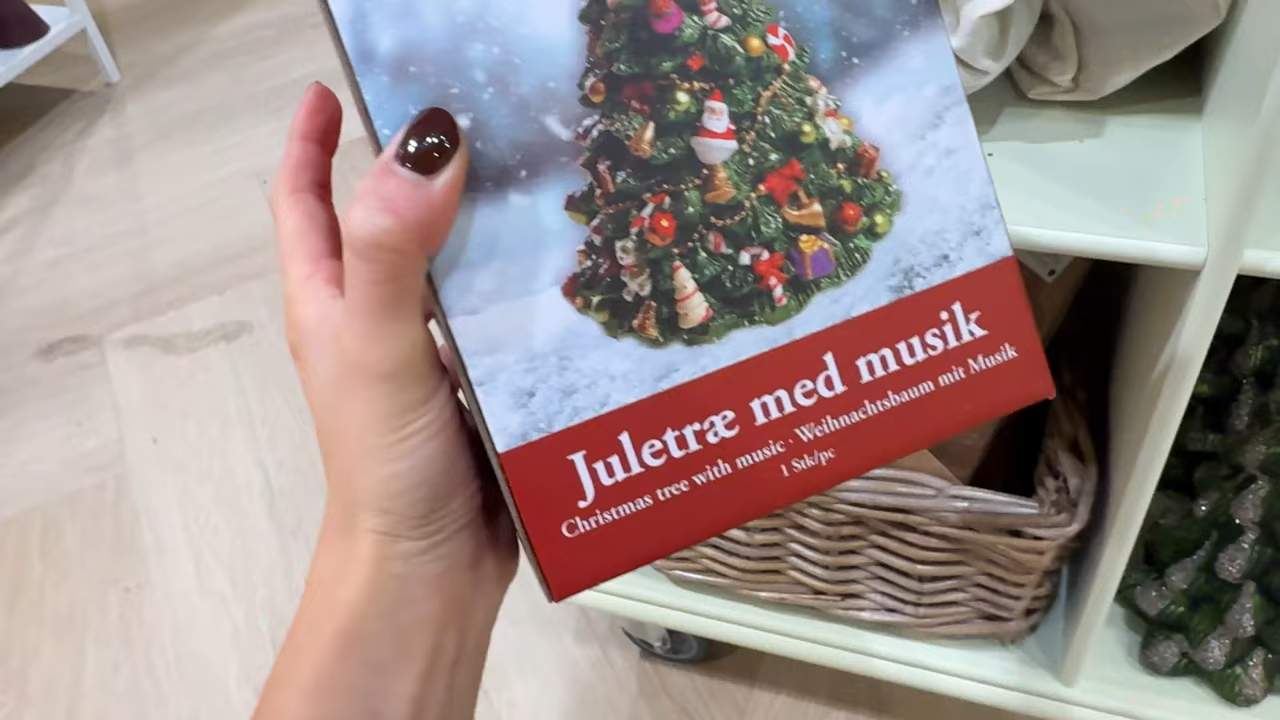 Juletræ med musik
Christmas tree with music · Weihnachtsbaum mit Musik
1 Stk/pc